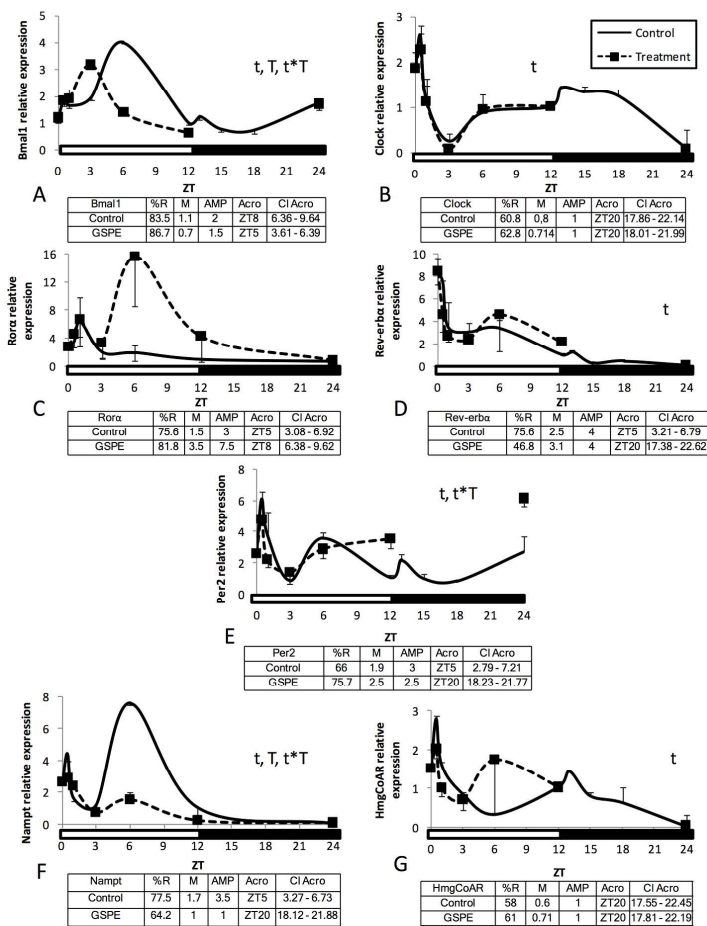 Bmal1 relative expression
5
4
3
2
1
0
t, T, t*T
0 3 6 9 12 15 18 21 24
ZT
A
Bmal1 %R M AMP Acro CI Acro
Control 83.5 1.1 2 ZT8 6.36 - 9.64
GSPE 86.7 0.7 1.5 ZT5 3.61 - 6.39
Clock relative expression
3
2
1
0
t
Control
Treatment
0 3 6 9 12 15 18 21 24
ZT
B
Clock %R M AMP Acro CI Acro
Control 60.8 0,8 1 ZT20 17.86 - 22.14
GSPE 62.8 0.714 1 ZT20 18.01 - 21.99
Rorα relative
expression
16
12
8
4
0
0 3 6 9 12 15 18 21 24
ZT
C
Rorα %R M AMP Acro CI Acro
Control 75.6 1.5 3 ZT5 3.08 - 6.92
GSPE 81.8 3.5 7.5 ZT8 6.38 - 9.62
Rev-erbα relative
expression
10
8
6
4
2
0
t
0 3 6 9 12 15 18 21 24
ZT
D
Rev-erbα %R M AMP Acro CI Acro
Control 75.6 2.5 4 ZT5 3.21 - 6.79
GSPE 46.8 3.1 4 ZT20 17.38 - 22.62
Per2 relative expression
8
6
4
2
0
t, t*T
0 3 6 9 12 15 18 21 24
ZT
E
Per2 %R M AMP Acro CI Acro
Control 66 1.9 3 ZT5 2.79 - 7.21
GSPE 75.7 2.5 2.5 ZT20 18.23 - 21.77
Nampt relative expression
8
6
4
2
0
t, T, t*T
0 3 6 9 12 15 18 21 24
ZT
F
Nampt %R M AMP Acro CI Acro
Control 77.5 1.7 3.5 ZT5 3.27 - 6.73
GSPE 64.2 1 1 ZT20 18.12 - 21.88
HmgCoAR relative
expression
3
2
1
0
t
0 3 6 9 12 15 18 21 24
ZT
G
HmgCoAR %R M AMP Acro CI Acro
Control 58 0.6 1 ZT20 17.55 - 22.45
GSPE 61 0.71 1 ZT20 17.81 - 22.19